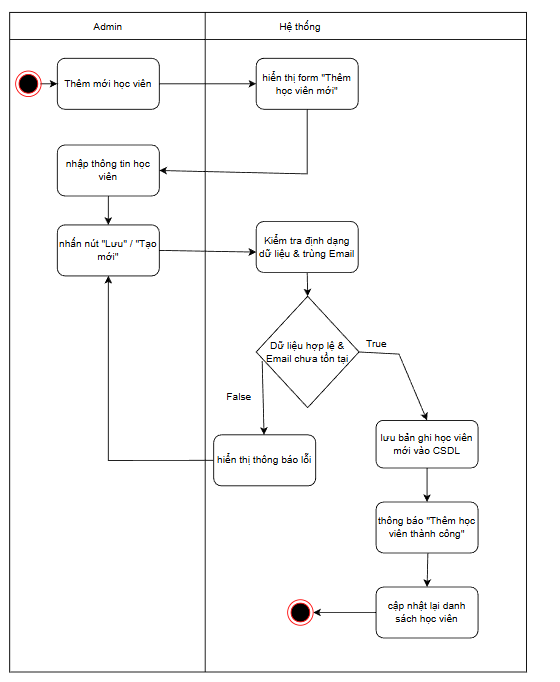 Admin
Hệ thống
Thêm mới học viên
hiển thị form "Thêm
học viên mới"
nhập thông tin học
viên
nhấn nút "Lưu" / "Tạo
mới"
Kiểm tra định dạng
dữ liệu & trùng Email
Dữ liệu hợp lệ &
Email chưa tồn tại
True
False
hiển thị thông báo lỗi
lưu bản ghi học viên
mới vào CSDL
thông báo "Thêm học
viên thành công"
cập nhật lại danh
sách học viên